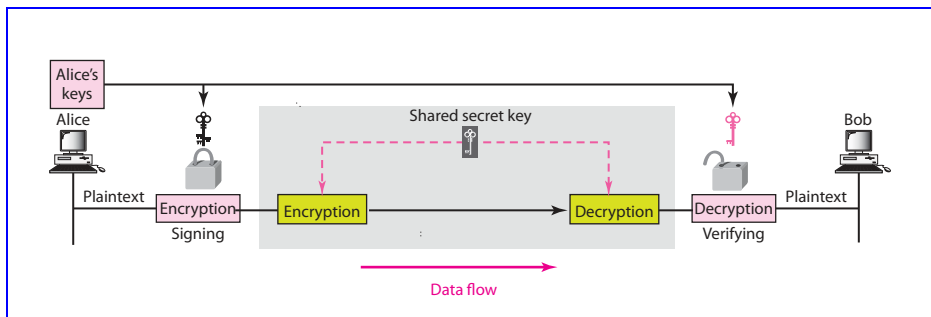 Alice's
keys
Alice
Shared secret key
Bob
Plaintext
Encryption
Encryption
Decryption
Decryption
Plaintext
Signing
Verifying
Data flow